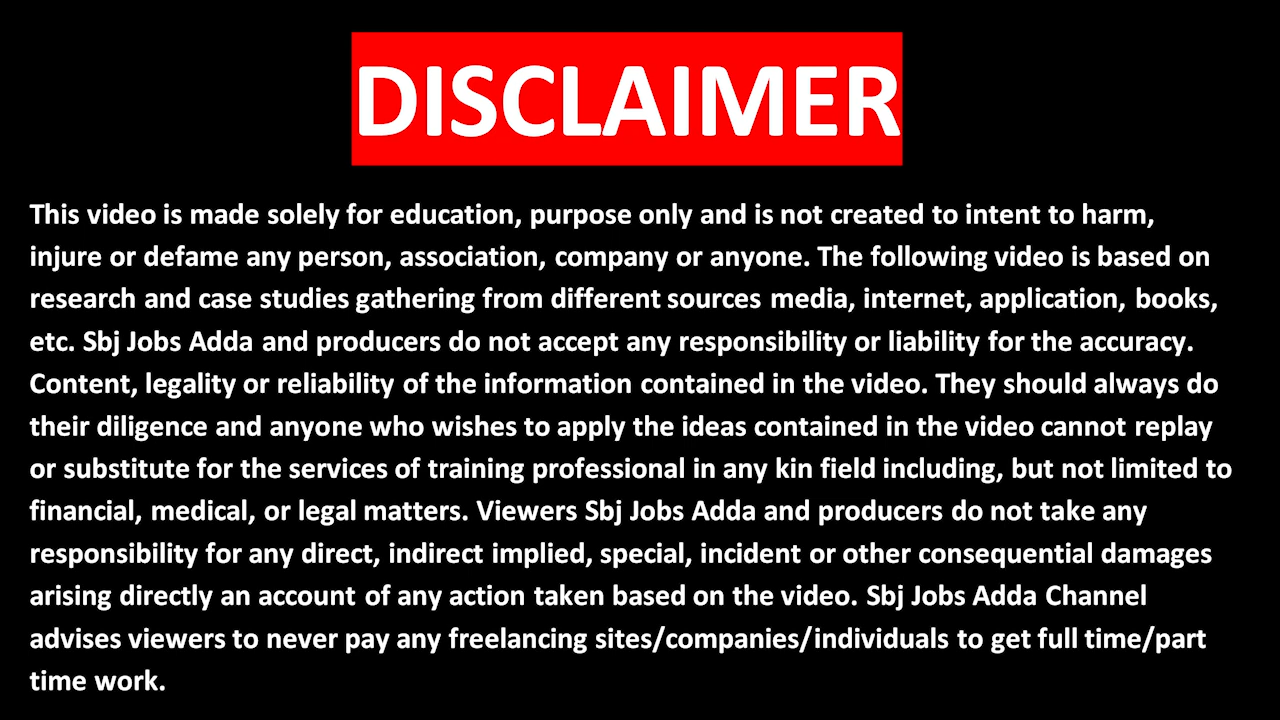 DISCLAIMER
This video is made solely for education, purpose only and is not created to intent to harm,
injure or defame any person, association, company or anyone. The following video is based on
research and case studies gathering from different sources media, internet, application, books,
etc. Sbj Jobs Adda and producers do not accept any responsibility or liability for the accuracy.
Content, legality or reliability of the information contained in the video. They should always do
their diligence and anyone who wishes to apply the ideas contained in the video cannot replay
or substitute for the services of training professional in any kin field including, but not limited to
financial, medical, or legal matters. Viewers Sbj Jobs Adda and producers do not take any
responsibility for any direct, indirect implied, special, incident or other consequential damages
arising directly an account of any action taken based on the video. Sbj Jobs Adda Channel
advises viewers to never pay any freelancing sites/companies/individuals to get full time/part
time work.